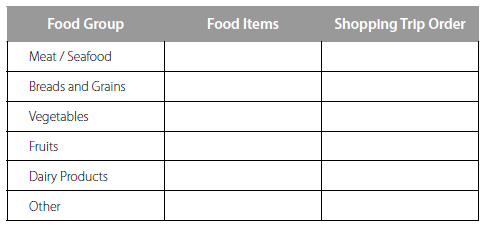 Food Group Food Items Shopping Trip Order
Meat / Seafood
Breads and Grains
Vegetables
Fruits
Dairy Products
Other